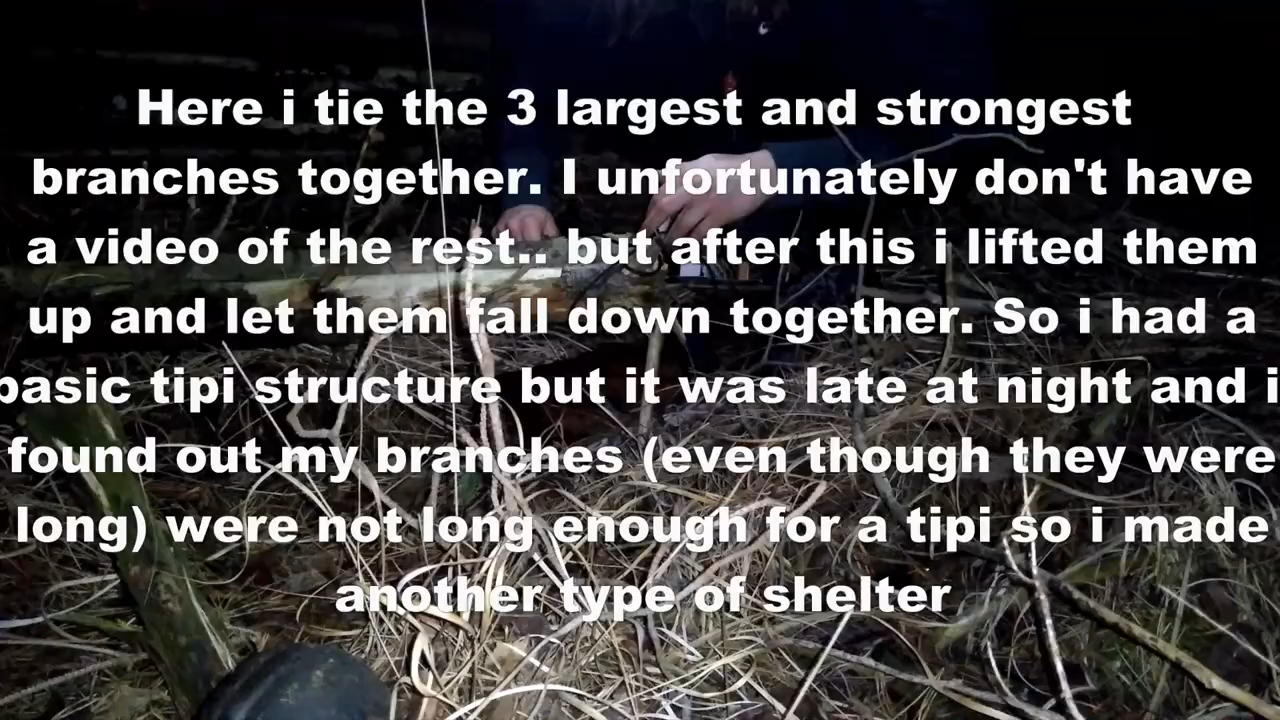 Here i tie the 3 largest and strongest
branches together. I unfortunately don't have
a video of the rest.. but after this i lifted them
up and let them fall down together. So i had a
basic tipi structure but it was late at night and i
found out my branches (even though they were
long) were not long enough for a tipi so i made
another type of shelter